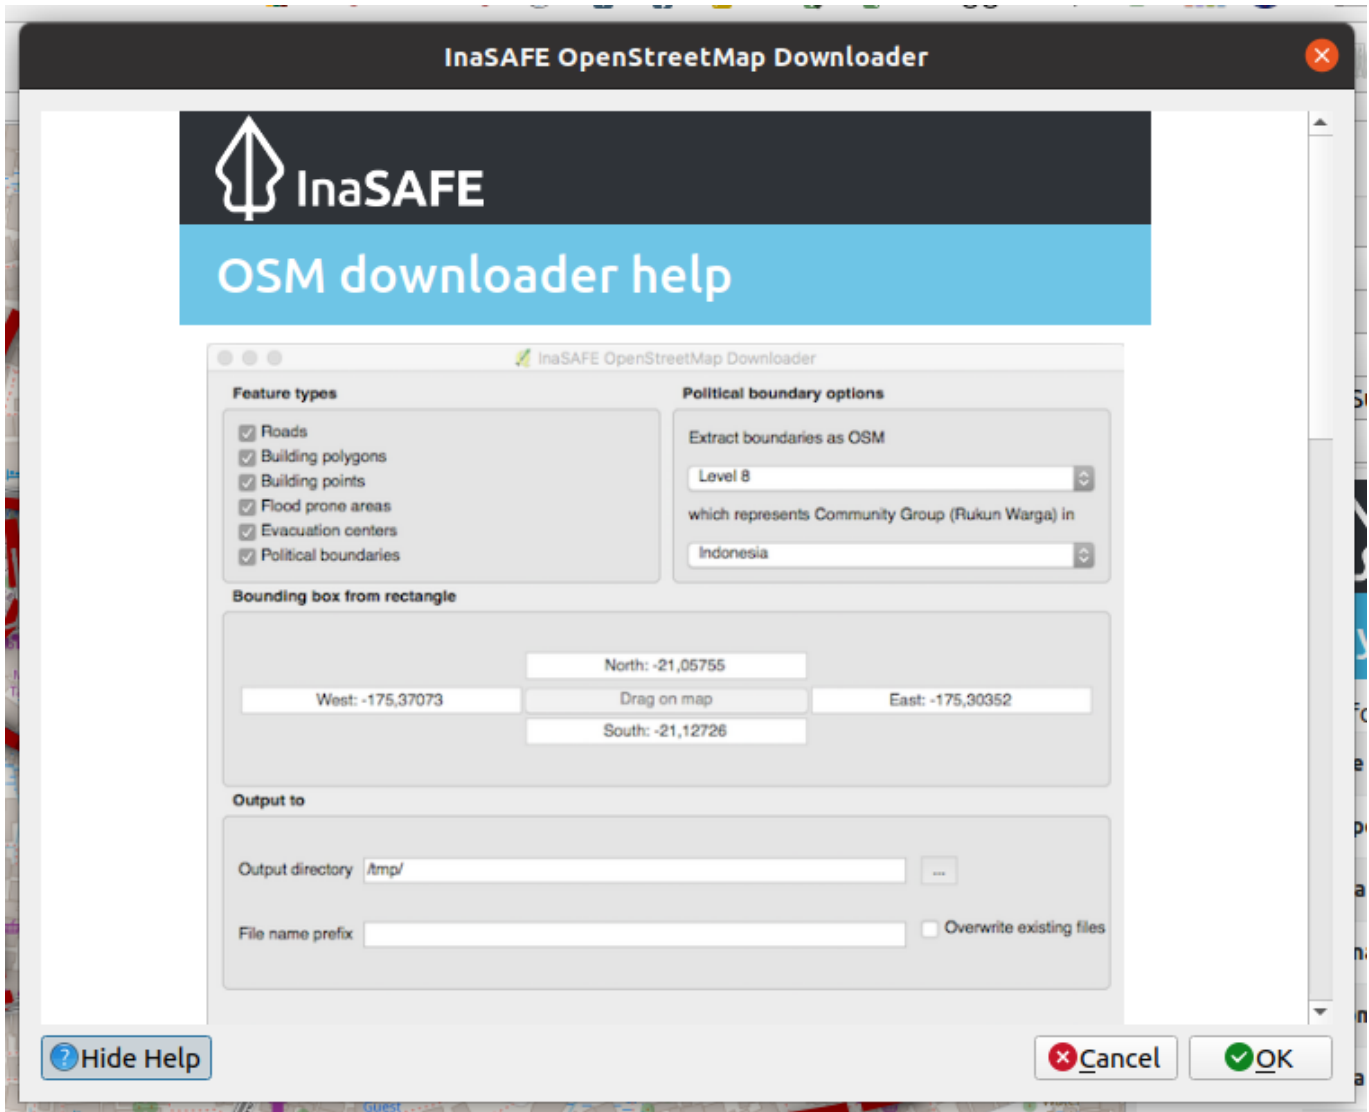 InaSAFE OpenStreetMap Downloader
InaSAFE
OSM downloader help
InaSAFE OpenStreetMap Downloader
Feature types
Roads
Building polygons
Building points
Flood prone areas
Evacuation centers
Political boundaries
Political boundary options
Extract boundaries as OSM
Level 8
which represents Community Group (Rukun Warga) in
Indonesia
Bounding box from rectangle
North: -21,05755
West: -175,37073
Drag on map
East: -175,30352
South: -21,12726
Output to
Output directory
/tmp/
...
File name prefix
Overwrite existing files
Hide Help
Cancel
OK
Guest